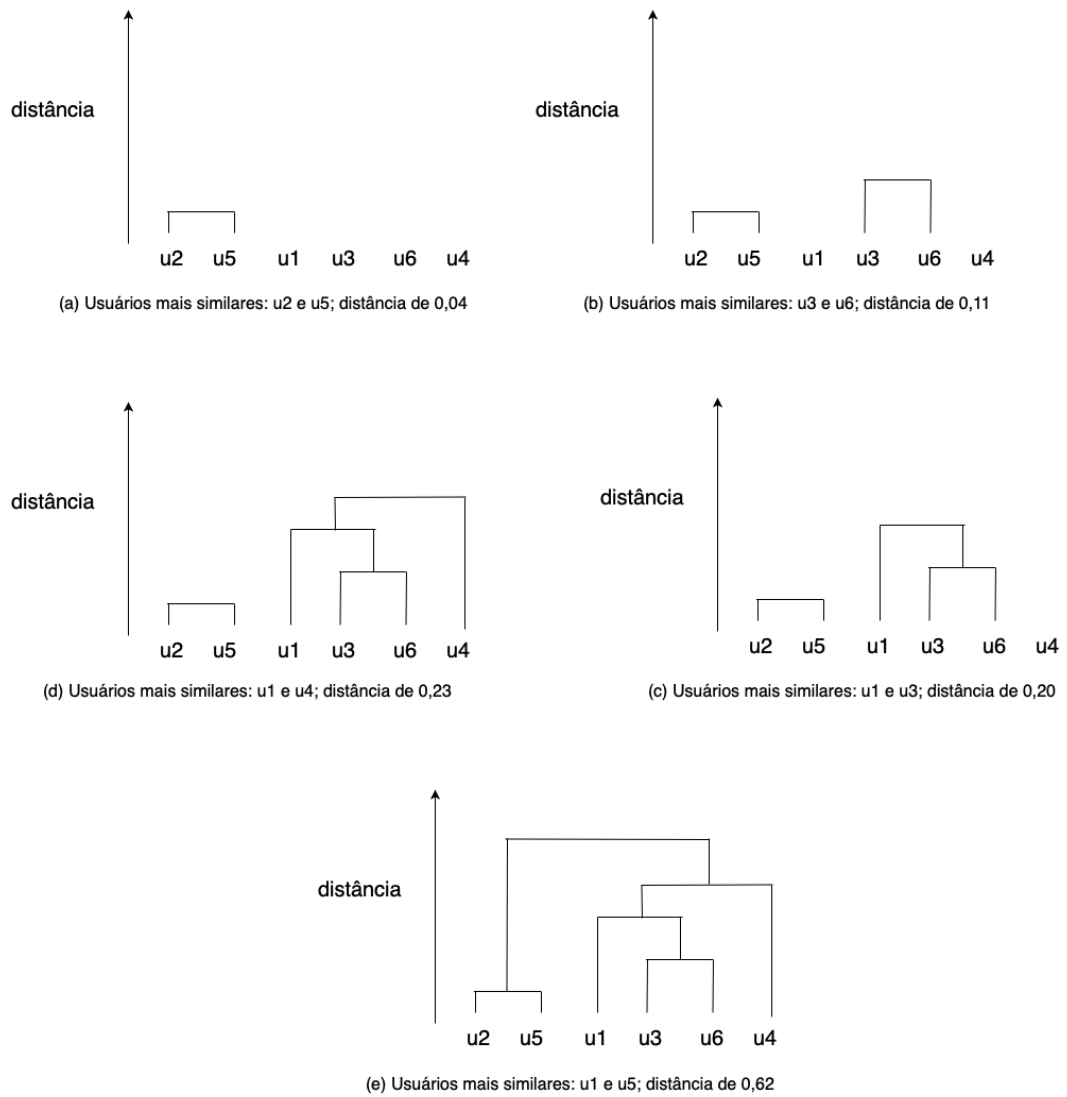 distância
u2 u5 u1 u3 u6 u4
(a) Usuários mais similares: u2 e u5; distância de 0,04
distância
u2 u5 u1 u3 u6 u4
(b) Usuários mais similares: u3 e u6; distância de 0,11
distância
u2 u5 u1 u3 u6 u4
(d) Usuários mais similares: u1 e u4; distância de 0,23
distância
u2 u5 u1 u3 u6 u4
(c) Usuários mais similares: u1 e u3; distância de 0,20
distância
u2 u5 u1 u3 u6 u4
(e) Usuários mais similares: u1 e u5; distância de 0,62